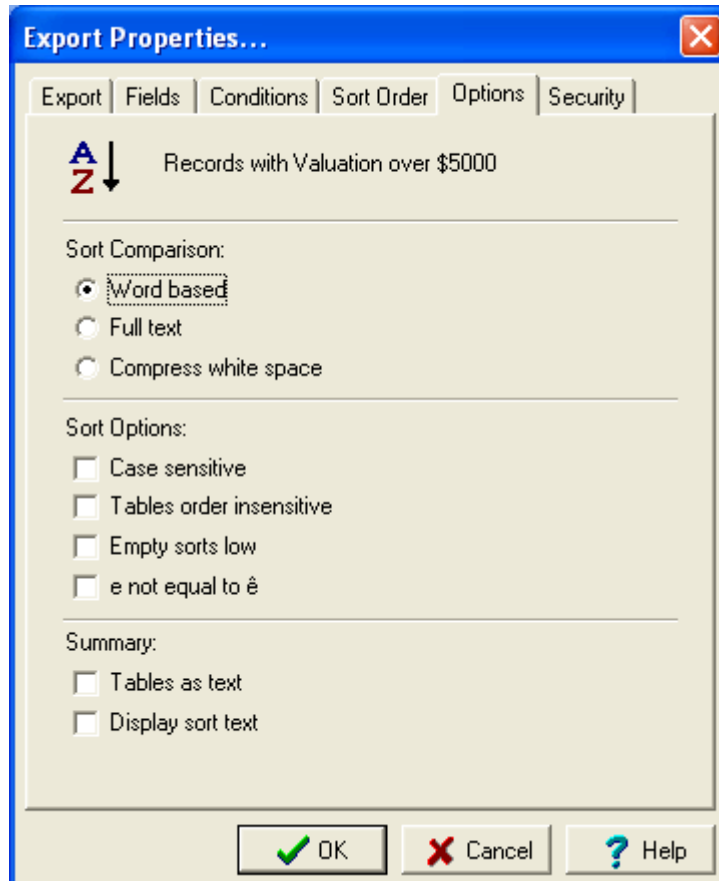 Export Properties...
Export Fields Conditions Sort Order Options Security
A
Z
Records with Valuation over $5000
Sort Comparison:
Word based
Full text
Compress white space
Sort Options:
Case sensitive
Tables order insensitive
Empty sorts low
e not equal to ê
Summary:
Tables as text
Display sort text
OK Cancel ? Help